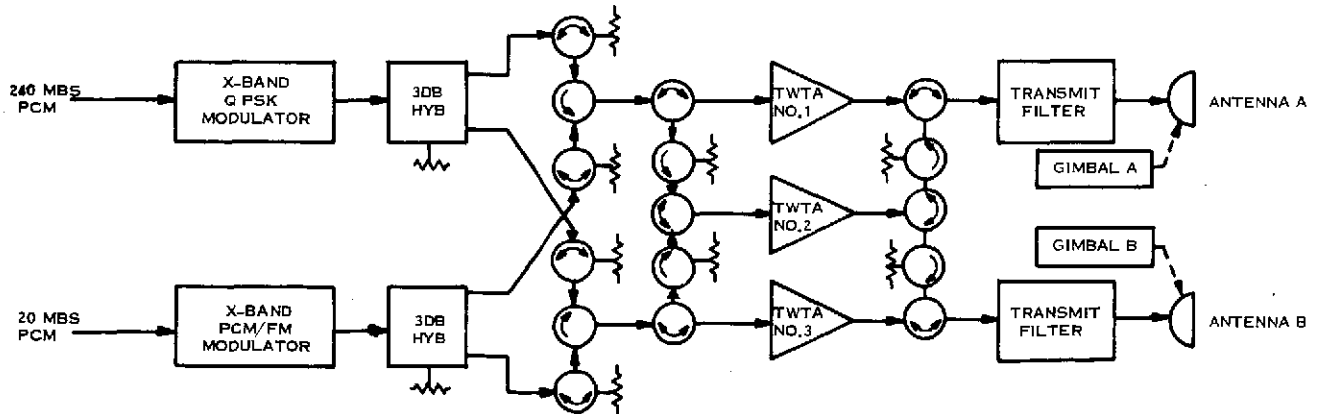 240 MBS
PCM
X-BAND
Q PSK
MODULATOR
3DB
HYB
TWTA
NO.1
TRANSMIT
FILTER
ANTENNA A
GIMBAL A
TWTA
NO.2
GIMBAL B
20 MBS
PCM
X-BAND
PCM/FM
MODULATOR
3DB
HYB
TWTA
NO.3
TRANSMIT
FILTER
ANTENNA B